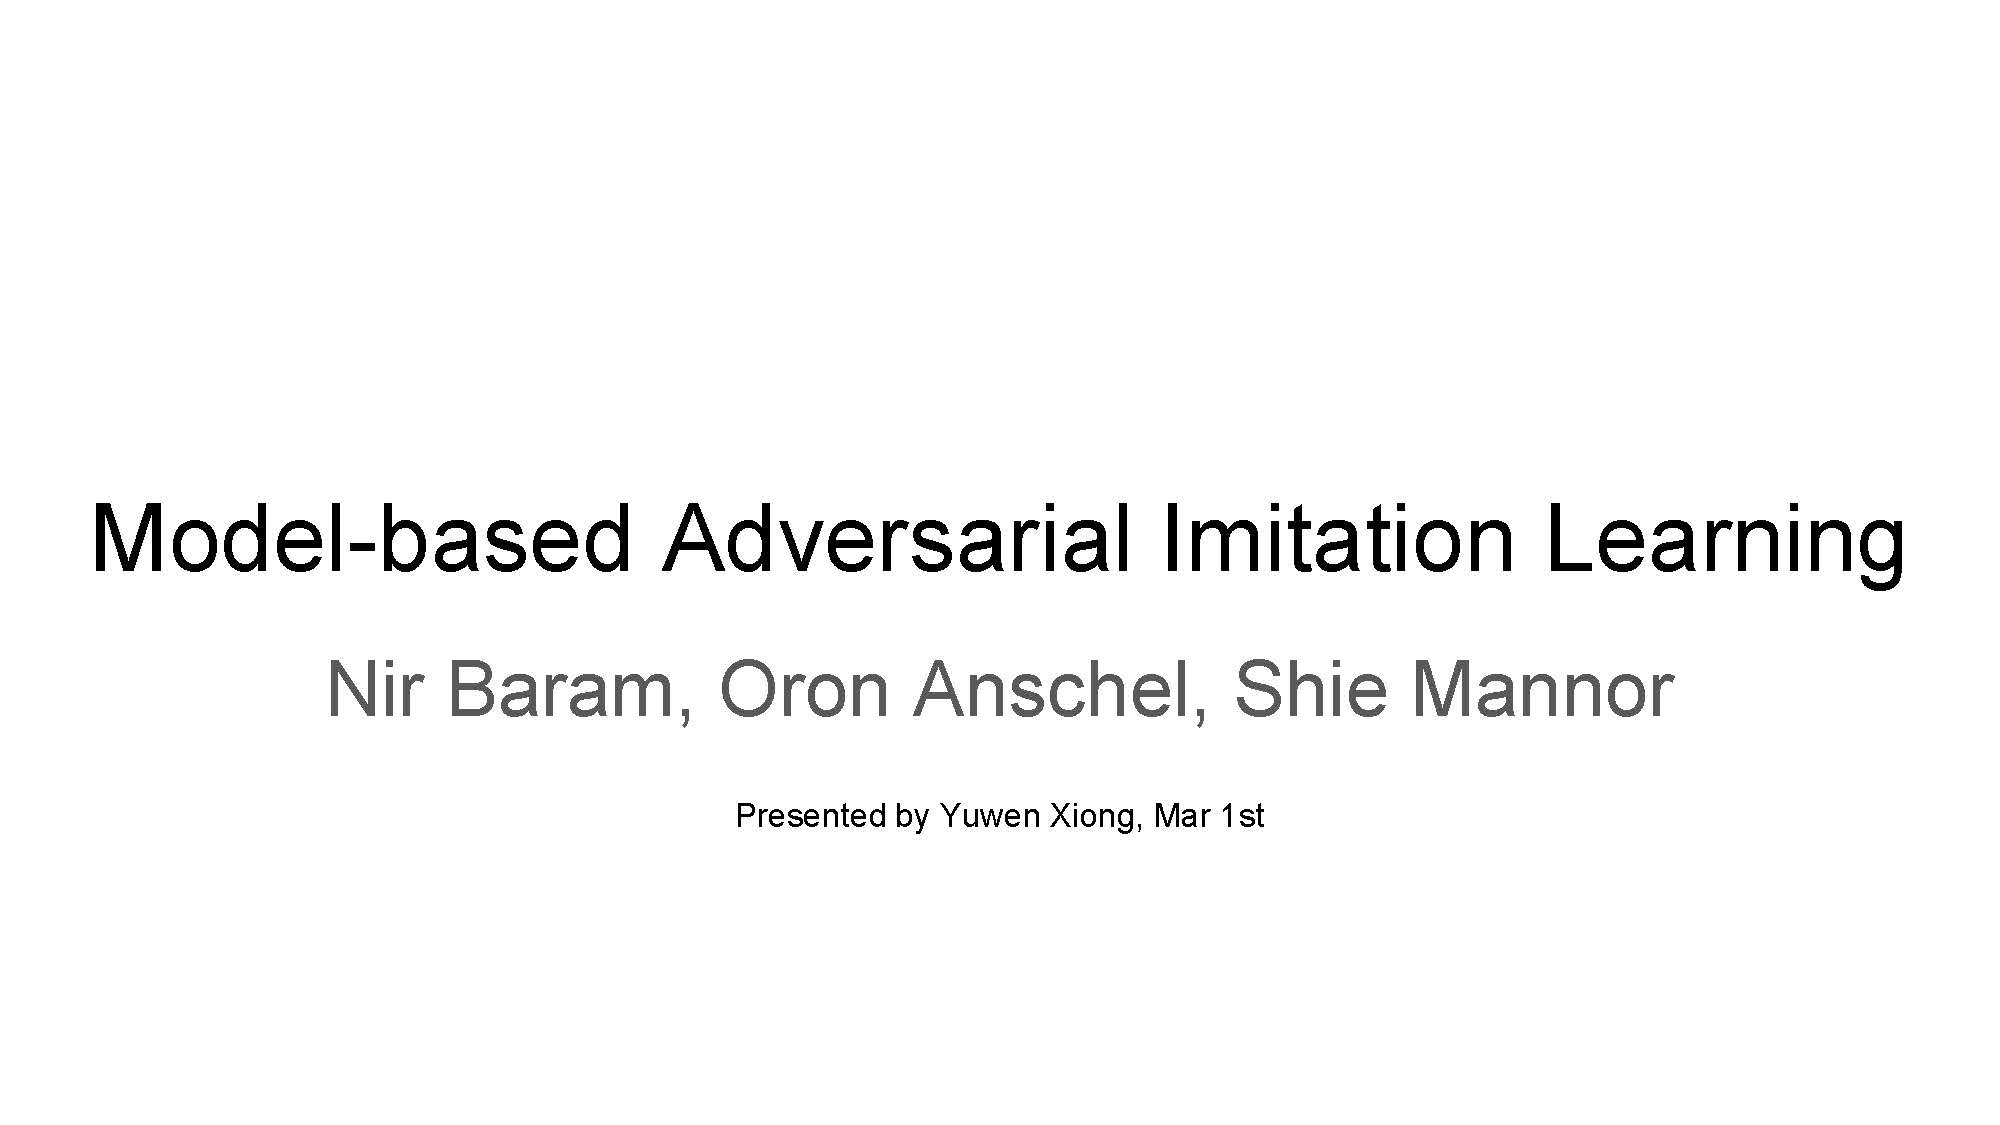 Model-based Adversarial Imitation Learning
Nir Baram, Oron Anschel, Shie Mannor
Presented by Yuwen Xiong, Mar 1st